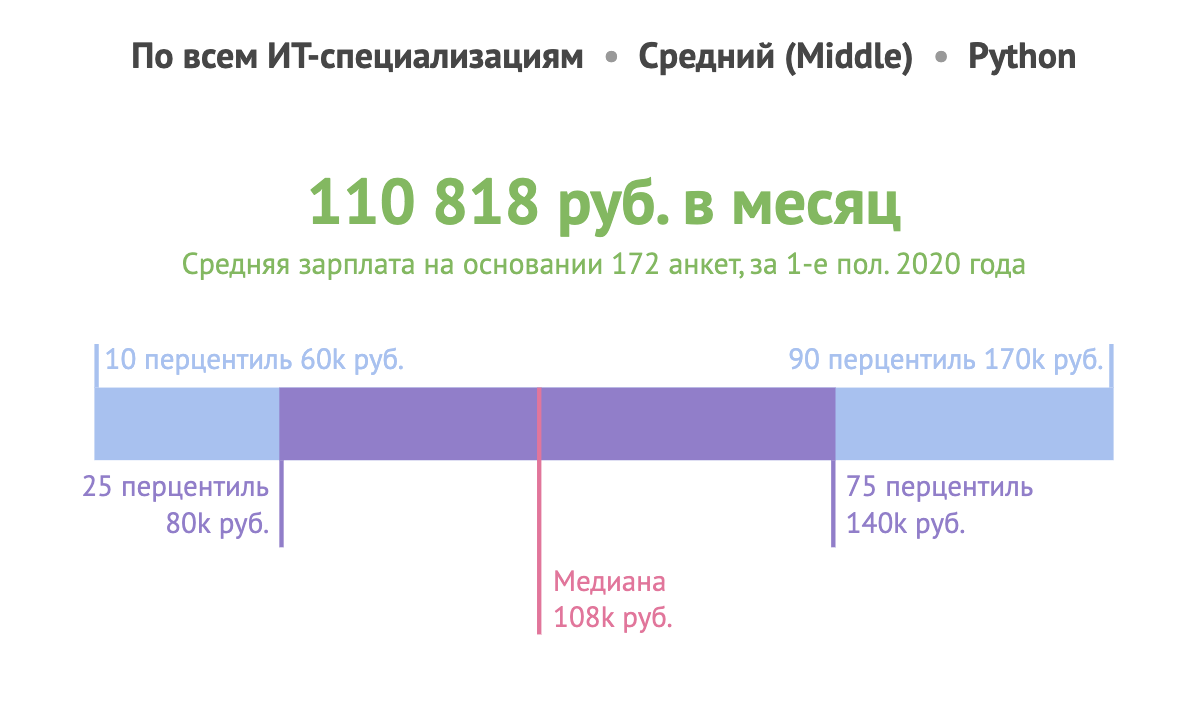 По всем ИТ-специализациям • Средний (Middle) • Python
110 818 руб. в месяц
Средняя зарплата на основании 172 анкет, за 1-е пол. 2020 года
10 перцентиль 60k руб.
90 перцентиль 170k руб.
25 перцентиль
80k руб.
75 перцентиль
140k руб.
Медиана
108k руб.